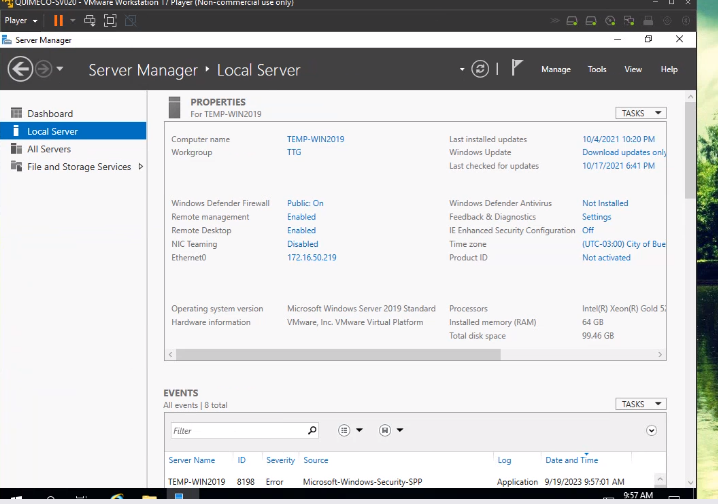 QUIMECO-SV020 - VMware Workstation 17 Player (Non-commercial use only)
Player
Server Manager
Server Manager ‣ Local Server
Manage Tools View Help
Dashboard
Local Server
All Servers
File and Storage Services
PROPERTIES
For TEMP-WIN2019
TASKS
Computer name TEMP-WIN2019 Last installed updates 10/4/2021 10:20 PM
Workgroup TTG Windows Update Download updates only
Last checked for updates 10/17/2021 6:41 PM
Windows Defender Firewall Public: On Windows Defender Antivirus Not Installed
Remote management Enabled Feedback & Diagnostics Settings
Remote Desktop Enabled IE Enhanced Security Configuration Off
NIC Teaming Disabled Time zone (UTC-03:00) City of Bue
Ethernet0 172.16.50.219 Product ID Not activated
Operating system version Microsoft Windows Server 2019 Standard Processors Intel(R) Xeon(R) Gold
Hardware information VMware, Inc. VMware Virtual Platform Installed memory (RAM) 64 GB
Total disk space 99.46 GB
EVENTS
All events | 8 total
TASKS
Filter
Server Name ID Severity Source Log Date and Time
TEMP-WIN2019 8198 Error Microsoft-Windows-Security-SPP Application 9/19/2023 9:57:01 AM
9:57 AM